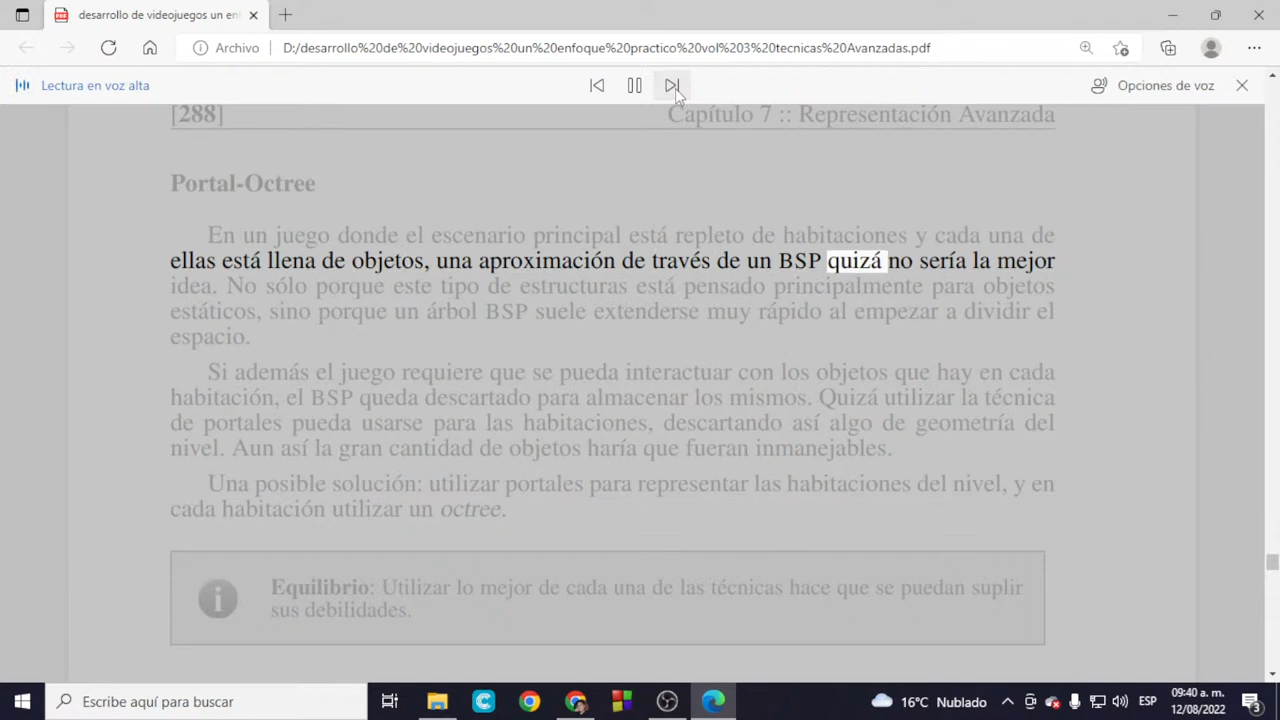 desarrollo de videojuegos un en
Archivo
D:/desarrollo%20de%20videojuegos%20un%20enfoque%20practico%20vol%203%20tecnicas%20Avanzadas.pdf
Lectura en voz alta
Opciones de voz
[288]
Capítulo 7 :: Representación Avanzada
Portal-Octree
En un juego donde el escenario principal está repleto de habitaciones y cada una de
ellas está llena de objetos, una aproximación de través de un BSP quizá no sería la mejor
idea. No sólo porque este tipo de estructuras está pensado principalmente para objetos
estáticos, sino porque un árbol BSP suele extenderse muy rápido al empezar a dividir el
espacio.
Si además el juego requiere que se pueda interactuar con los objetos que hay en cada
habitación, el BSP queda descartado para almacenar los mismos. Quizá utilizar la técnica
de portales pueda usarse para las habitaciones, descartando así algo de geometría del
nivel. Aun así la gran cantidad de objetos haría que fueran inmanejables.
Una posible solución: utilizar portales para representar las habitaciones del nivel, y en
cada habitación utilizar un octree.
Equilibrio: Utilizar lo mejor de cada una de las técnicas hace que se puedan suplir
sus debilidades.
Escribe aquí para buscar
16°C Nublado
ESP
09:40 a. m.
12/08/2022
3